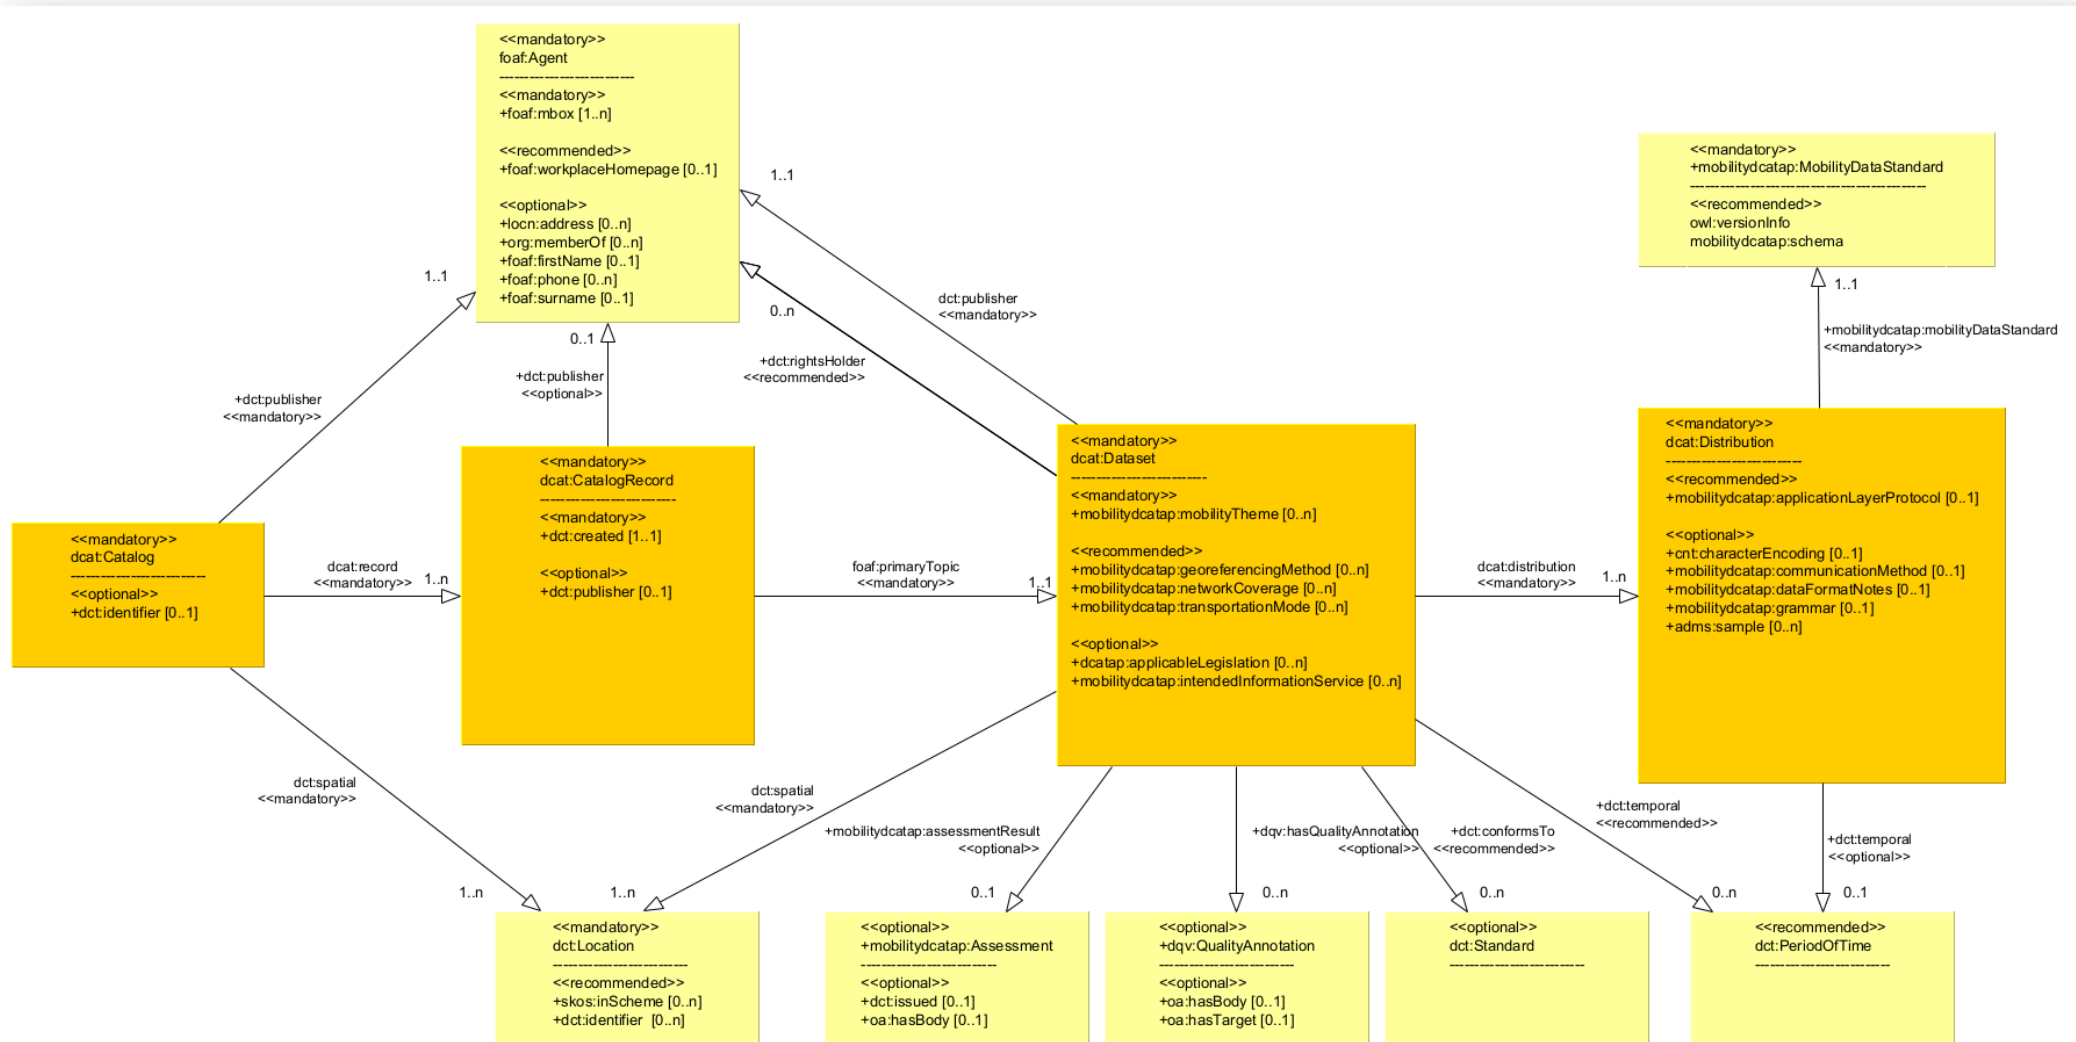 <<mandatory>>
foaf:Agent
---------------------------
<<mandatory>>
+foaf:mbox [1..n]
<<recommended>>
+foaf:workplaceHomepage [0..1]
<<optional>>
+locn:address [0..n]
+org:memberOf [0..n]
+foaf:firstName [0..1]
+foaf:phone [0..n]
+foaf:surname [0..1]
<<mandatory>>
+mobilitydcatap:MobilityDataStandard
-----------------------------------------------
<<recommended>>
owl:versionInfo
mobilitydcatap:schema
1..1
1..1
0..n
dct:publisher
<<mandatory>>
1..1
+mobilitydcatap:mobilityDataStandard
<<mandatory>>
0..1
+dct:publisher
<<optional>>
+dct:rightsHolder
<<recommended>>
+dct:publisher
<<mandatory>>
<<mandatory>>
dcat:Catalog
---------------------------
<<optional>>
+dct:identifier [0..1]
dcat:record
<<mandatory>>
1..n
<<mandatory>>
dcat:CatalogRecord
---------------------------
<<mandatory>>
+dct:created [1..1]
<<optional>>
+dct:publisher [0..1]
foaf:primaryTopic
<<mandatory>>
1..1
<<mandatory>>
dcat:Dataset
---------------------------
<<mandatory>>
+mobilitydcatap:mobilityTheme [0..n]
<<recommended>>
+mobilitydcatap:georeferencingMethod [0..n]
+mobilitydcatap:networkCoverage [0..n]
+mobilitydcatap:transportationMode [0..n]
<<optional>>
+dcatap:applicableLegislation [0..n]
+mobilitydcatap:intendedInformationService [0..n]
dcat:distribution
<<mandatory>>
1..n
<<mandatory>>
dcat:Distribution
---------------------------
<<recommended>>
+mobilitydcatap:applicationLayerProtocol [0..1]
<<optional>>
+cnt:characterEncoding [0..1]
+mobilitydcatap:communicationMethod [0..1]
+mobilitydcatap:dataFormatNotes [0..1]
+mobilitydcatap:grammar [0..1]
+adms:sample [0..n]
dct:spatial
<<mandatory>>
1..n
dct:spatial
<<mandatory>>
1..n
+mobilitydcatap:assessmentResult
<<optional>>
0..1
+dqv:hasQualityAnnotation
<<optional>>
0..n
+dct:conformsTo
<<recommended>>
0..n
+dct:temporal
<<recommended>>
0..n
+dct:temporal
<<optional>>
0..1
<<mandatory>>
dct:Location
---------------------------
<<recommended>>
+skos:inScheme [0..n]
+dct:identifier [0..n]
<<optional>>
+mobilitydcatap:Assessment
---------------------------
<<optional>>
+dct:issued [0..1]
+oa:hasBody [0..1]
<<optional>>
+dqv:QualityAnnotation
---------------------------
<<optional>>
+oa:hasBody [0..1]
+oa:hasTarget [0..1]
<<optional>>
dct:Standard
---------------------------
<<recommended>>
dct:PeriodOfTime
---------------------------